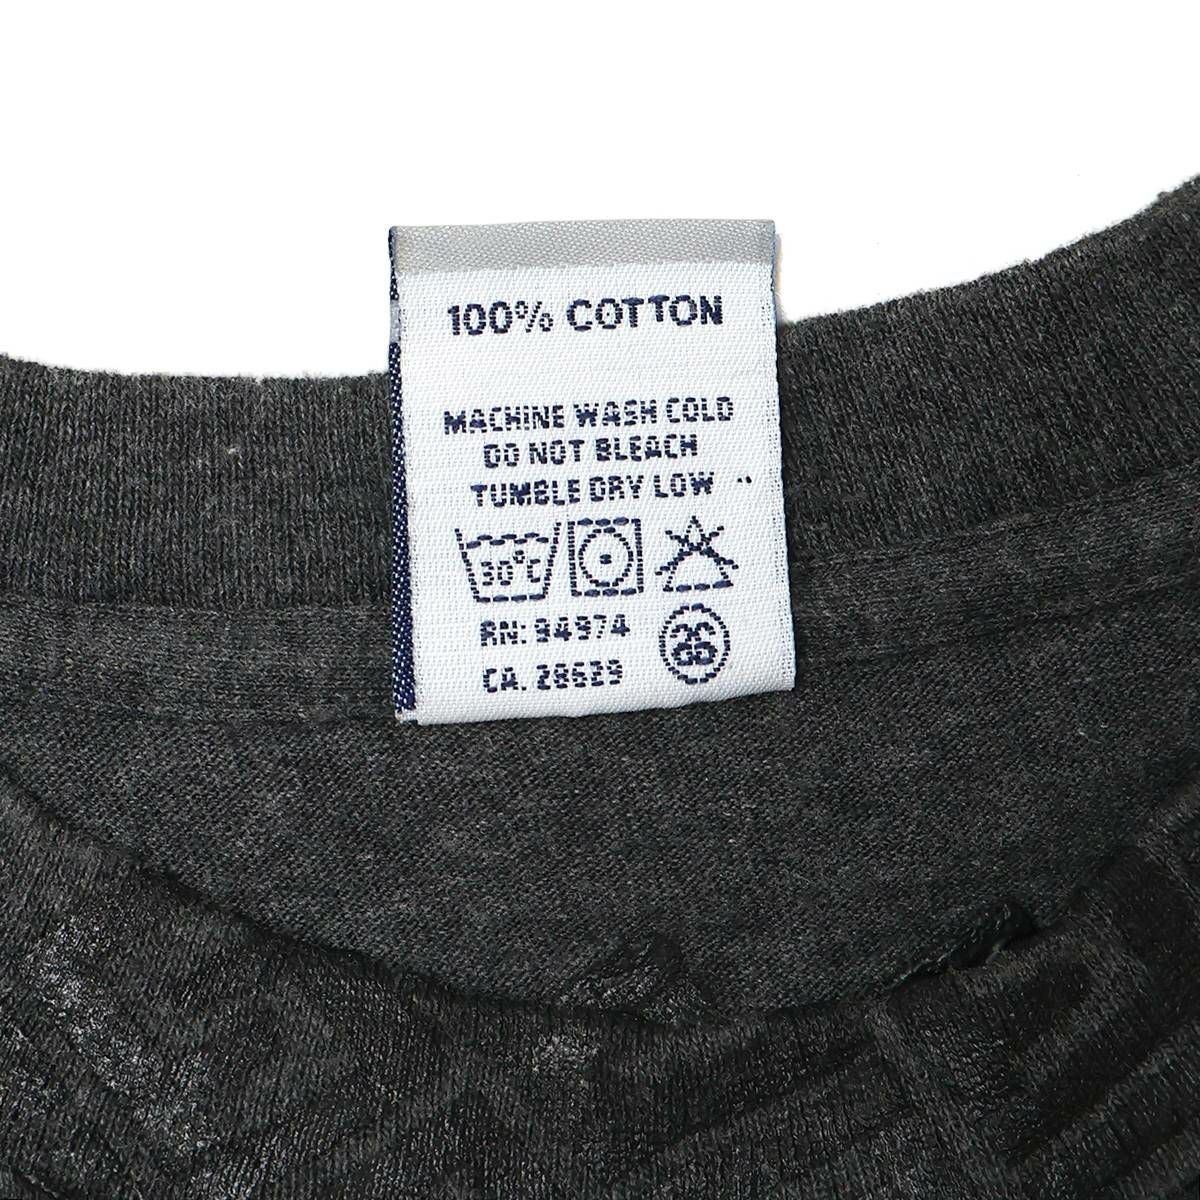 100% COTTON
MACHINE WASH COLD
DO NOT BLEACH
TUMBLE DRY LOW
30°C
RN: 94974
CA. 28629